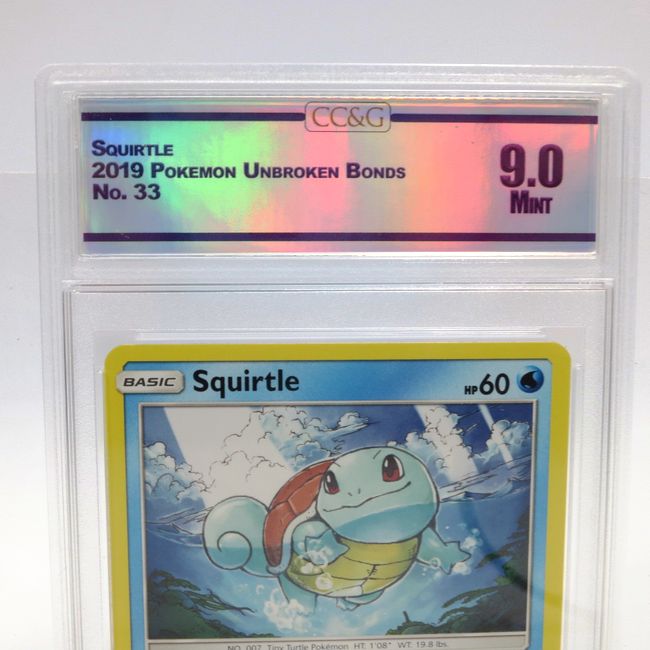 CC&G
SQUIRTLE
2019 POKEMON UNBROKEN BONDS
NO. 33
9.0
MINT
BASIC Squirtle HP60
NO. 007 Tiny Turtle Pokémon HT: 1'08" WT: 19.8 lbs.